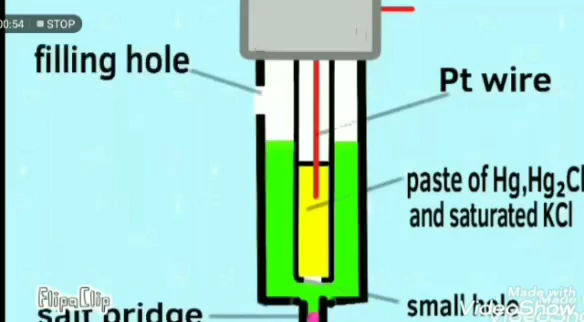 00:54 STOP
filling hole
Pt wire
paste of Hg,Hg₂Cl
and saturated KCl
small hole
Made with
VideoShow
FlipaClip
salt bridge